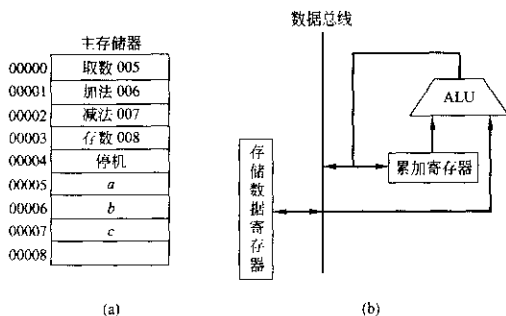 主存储器
00000 取数 005
00001 加法 006
00002 减法 007
00003 存数 008
00004 停机
00005 a
00006 b
00007 c
00008
(a)
数据总线
ALU
累加寄存器
存储数据寄存器
(b)